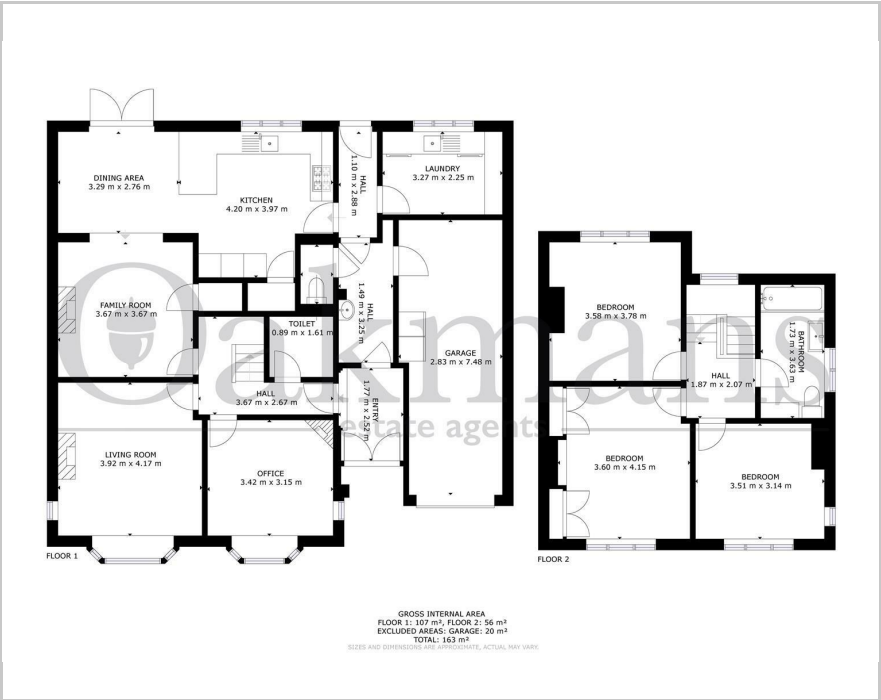 DINING AREA
3.29 m x 2.76 m
KITCHEN
4.20 m x 3.97 m
HALL
1.10 m x 2.88 m
LAUNDRY
3.27 m x 2.25 m
FAMILY ROOM
3.67 m x 3.67 m
TOILET
0.89 m x 1.61 m
HALL
1.49 m x 3.25 m
GARAGE
2.83 m x 7.48 m
HALL
3.67 m x 2.67 m
ENTRY
1.77 m x 2.52 m
LIVING ROOM
3.92 m x 4.17 m
OFFICE
3.42 m x 3.15 m
FLOOR 1
BEDROOM
3.58 m x 3.78 m
BATHROOM
1.73 m x 3.63 m
HALL
1.87 m x 2.07 m
BEDROOM
3.60 m x 4.15 m
BEDROOM
3.51 m x 3.14 m
FLOOR 2
Oakmans
estate agents
GROSS INTERNAL AREA
FLOOR 1: 107 m², FLOOR 2: 56 m²
EXCLUDED AREAS: GARAGE: 20 m²
TOTAL: 163 m²
SIZES AND DIMENSIONS ARE APPROXIMATE, ACTUAL MAY VARY.